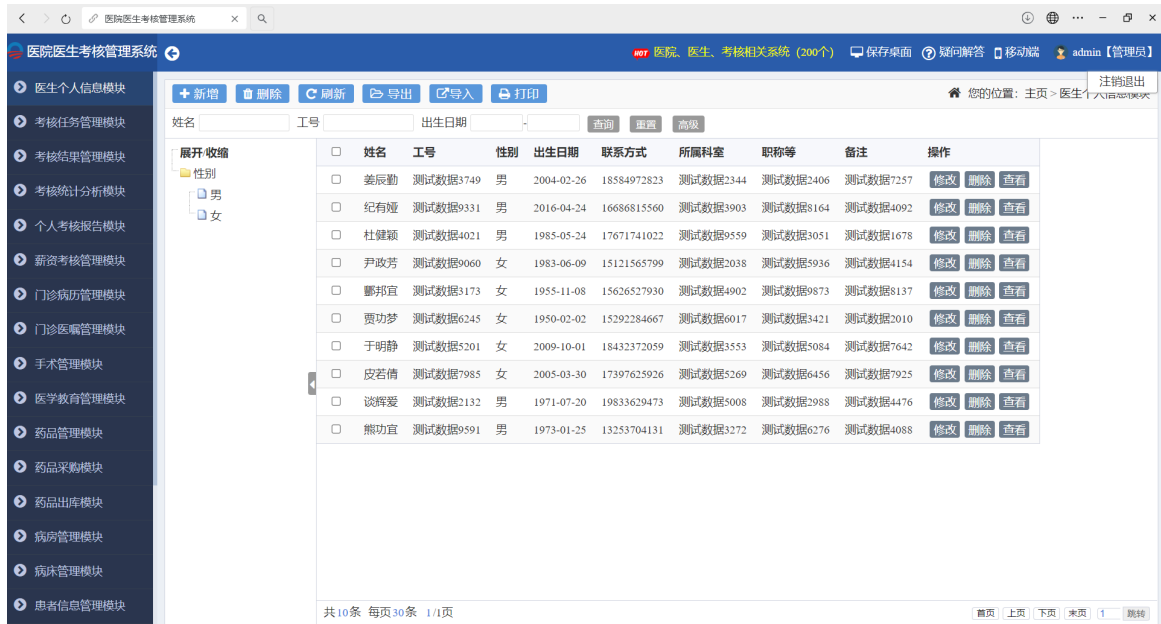 医院医生考核管理系统
医院医生考核管理系统
HOT 医院、医生、考核相关系统 (200个) 保存桌面 疑问解答 移动端 admin【管理员】
注销退出
医生个人信息模块
考核任务管理模块
考核结果管理模块
考核统计分析模块
个人考核报告模块
薪资考核管理模块
门诊病历管理模块
门诊医嘱管理模块
手术管理模块
医学教育管理模块
药品管理模块
药品采购模块
药品出库模块
病房管理模块
病床管理模块
患者信息管理模块
新增 删除 刷新 导出 导入 打印
您的位置：主页 > 医生个人信息模块
姓名 工号 出生日期 - 查询 重置 高级
展开/收缩
性别
男
女
姓名 工号 性别 出生日期 联系方式 所属科室 职称等 备注 操作
姜辰勤 测试数据3749 男 2004-02-26 18584972823 测试数据2344 测试数据2406 测试数据7257 修改 删除 查看
纪有娅 测试数据9331 男 2016-04-24 16686815560 测试数据3903 测试数据8164 测试数据4092 修改 删除 查看
杜健颖 测试数据4021 男 1985-05-24 17671741022 测试数据9559 测试数据3051 测试数据1678 修改 删除 查看
尹政芳 测试数据9060 女 1983-06-09 15121565799 测试数据2038 测试数据5936 测试数据4154 修改 删除 查看
酈邦宜 测试数据3173 女 1955-11-08 15626527930 测试数据4902 测试数据9873 测试数据8137 修改 删除 查看
贾功梦 测试数据6245 女 1950-02-02 15292284667 测试数据6017 测试数据3421 测试数据2010 修改 删除 查看
于明静 测试数据5201 女 2009-10-01 18432372059 测试数据3553 测试数据5084 测试数据7642 修改 删除 查看
皮若倩 测试数据7985 女 2005-03-30 17397625926 测试数据5269 测试数据6456 测试数据7925 修改 删除 查看
谈辉爱 测试数据2132 男 1971-07-20 19833629473 测试数据5008 测试数据2988 测试数据4476 修改 删除 查看
熊功宜 测试数据9591 男 1973-01-25 13253704131 测试数据3272 测试数据6276 测试数据4088 修改 删除 查看
共10条 每页30条 1/1页
首页 上页 下页 末页 1 跳转